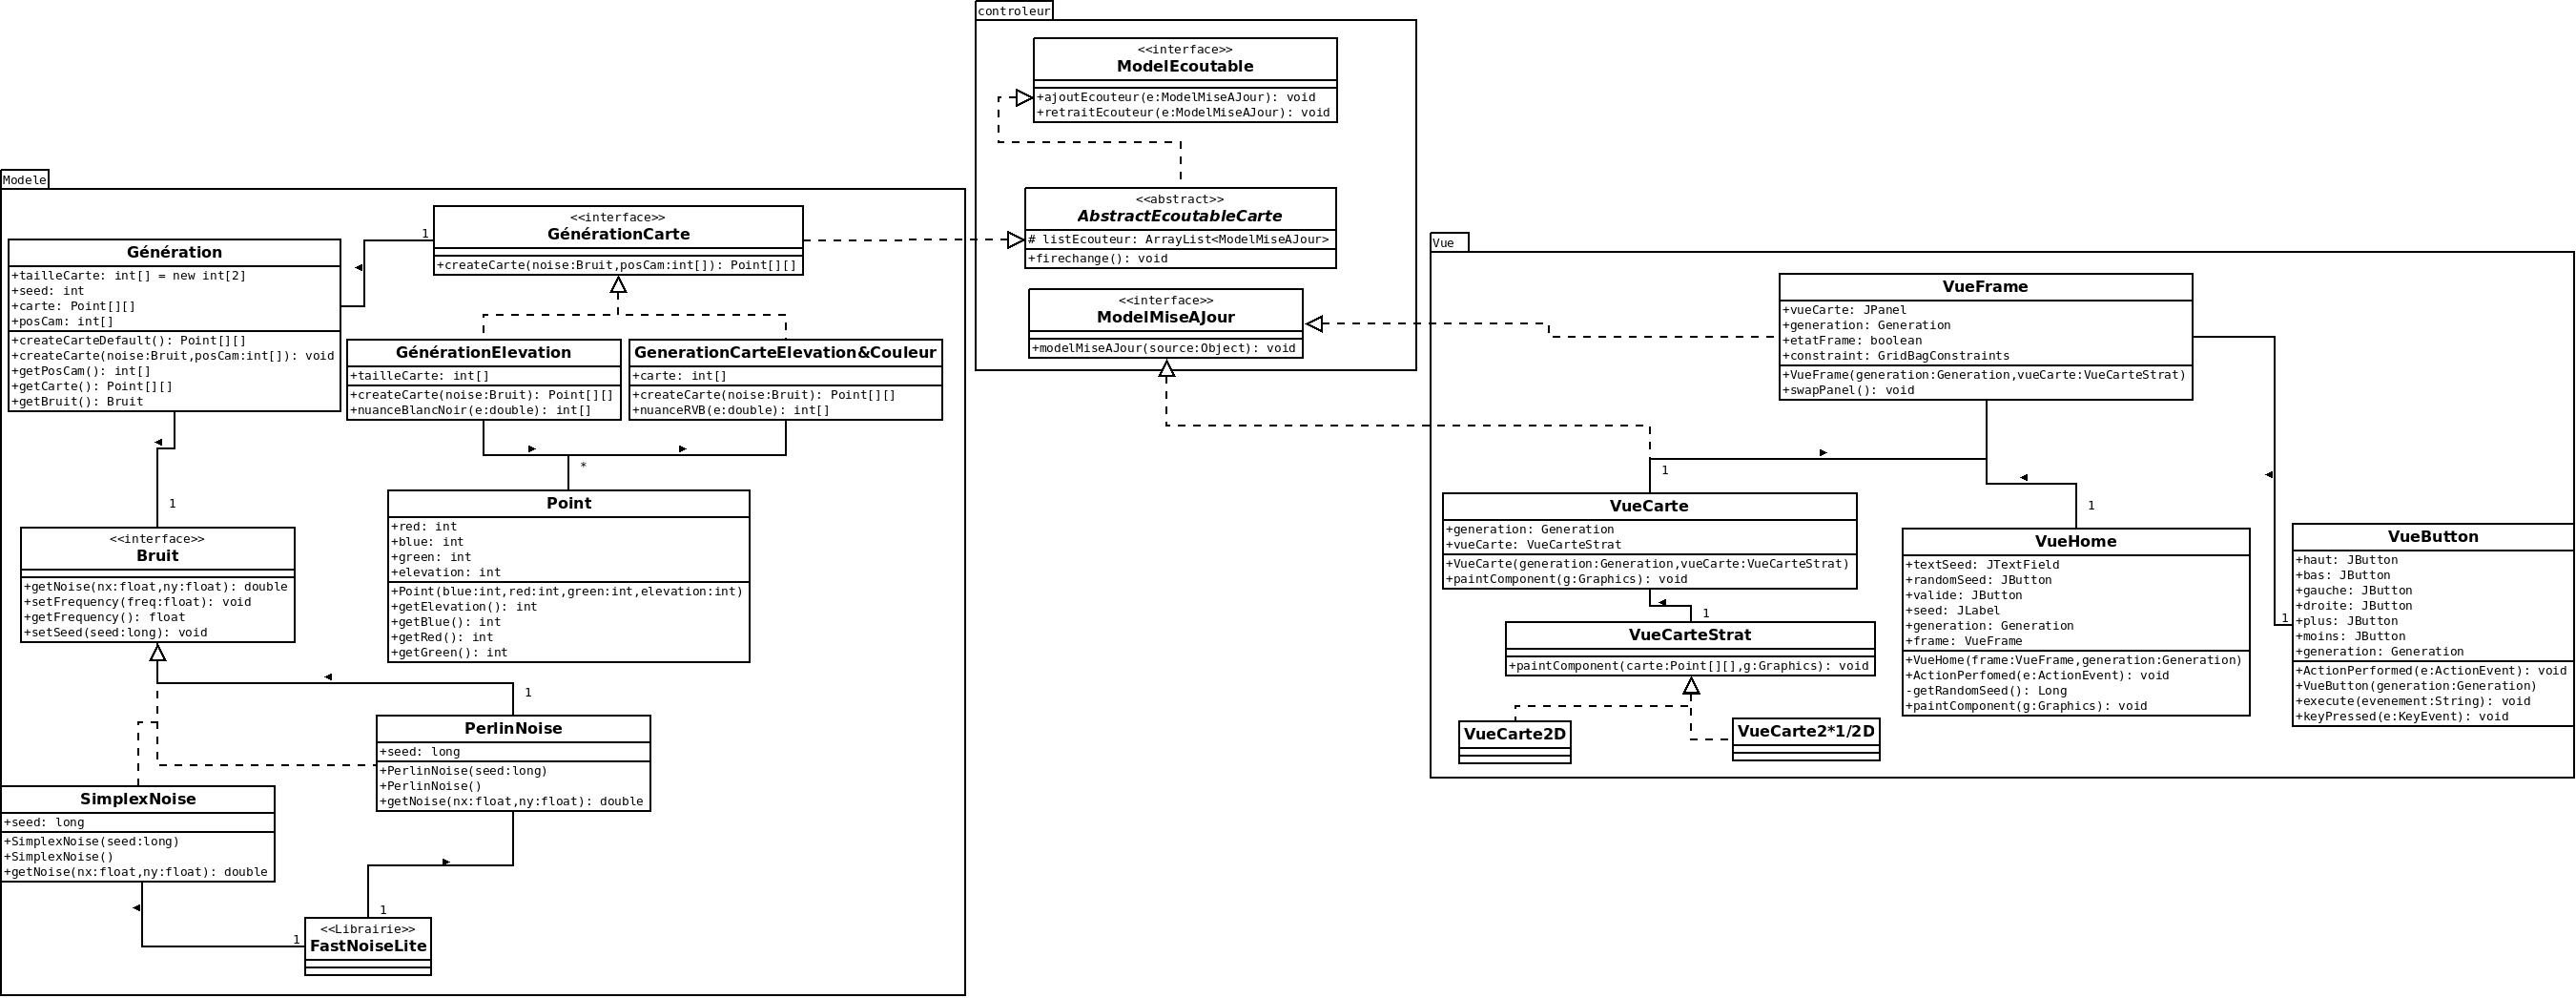 controleur
<<interface>>
ModelEcoutable
+ajoutEcouteur(e:ModelMiseAJour): void
+retraitEcouteur(e:ModelMiseAJour): void
<<abstract>>
AbstractEcoutableCarte
# listEcouteur: ArrayList<ModelMiseAJour>
+firechange(): void
<<interface>>
ModelMiseAJour
+modelMiseAJour(source:Object): void
Modele
<<interface>>
GénérationCarte
+createCarte(noise:Bruit,posCam:int[]): Point[][]
1
Génération
+tailleCarte: int[] = new int[2]
+seed: int
+carte: Point[][]
+posCam: int[]
+createCarteDefault(): Point[][]
+createCarte(noise:Bruit,posCam:int[]): void
+getPosCam(): int[]
+getCarte(): Point[][]
+getBruit(): Bruit
GénérationElevation
+tailleCarte: int[]
+createCarte(noise:Bruit): Point[][]
+nuanceBlancNoir(e:double): int[]
GenerationCarteElevation&Couleur
+carte: int[]
+createCarte(noise:Bruit): Point[][]
+nuanceRVB(e:double): int[]
*
1
Point
+red: int
+blue: int
+green: int
+elevation: int
+Point(blue:int,red:int,green:int,elevation:int)
+getElevation(): int
+getBlue(): int
+getRed(): int
+getGreen(): int
<<interface>>
Bruit
+getNoise(nx:float,ny:float): double
+setFrequency(freq:float): void
+getFrequency(): float
+setSeed(seed:long): void
1
PerlinNoise
+seed: long
+PerlinNoise(seed:long)
+PerlinNoise()
+getNoise(nx:float,ny:float): double
SimplexNoise
+seed: long
+SimplexNoise(seed:long)
+SimplexNoise()
+getNoise(nx:float,ny:float): double
1
1
<<Librairie>>
FastNoiseLite
Vue
VueFrame
+vueCarte: JPanel
+generation: Generation
+etatFrame: boolean
+constraint: GridBagConstraints
+VueFrame(generation:Generation,vueCarte:VueCarteStrat)
+swapPanel(): void
1
1
1
VueCarte
+generation: Generation
+vueCarte: VueCarteStrat
+VueCarte(generation:Generation,vueCarte:VueCarteStrat)
+paintComponent(g:Graphics): void
1
VueCarteStrat
+paintComponent(carte:Point[][],g:Graphics): void
VueCarte2D
VueCarte2*1/2D
VueHome
+textSeed: JTextField
+randomSeed: JButton
+valide: JButton
+seed: JLabel
+generation: Generation
+frame: VueFrame
+VueHome(frame:VueFrame,generation:Generation)
+ActionPerfomed(e:ActionEvent): void
-getRandomSeed(): Long
+paintComponent(g:Graphics): void
VueButton
+haut: JButton
+bas: JButton
+gauche: JButton
+droite: JButton
+plus: JButton
+moins: JButton
+generation: Generation
+ActionPerformed(e:ActionEvent): void
+VueButton(generation:Generation)
+execute(evenement:String): void
+keyPressed(e:KeyEvent): void